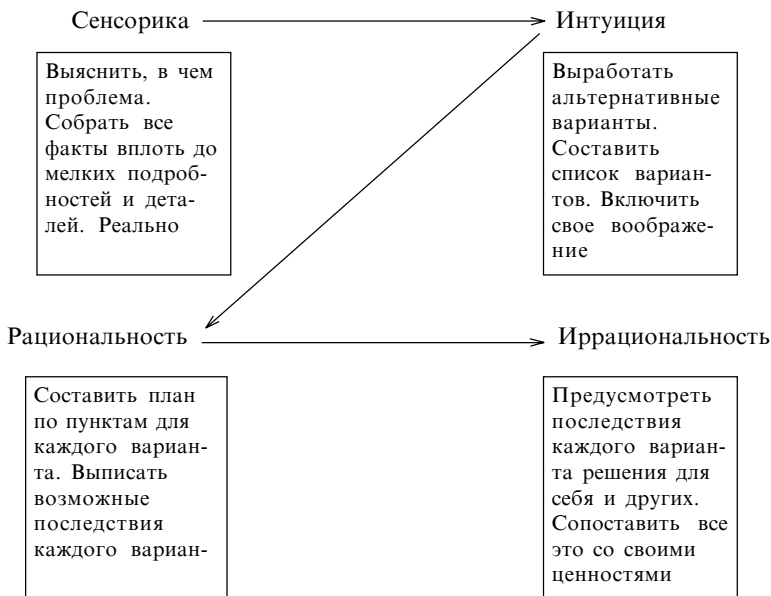 Сенсорика
Интуиция
Выяснить, в чем
проблема.
Собрать все
факты вплоть до
мелких подроб-
ностей и дета-
лей. Реально
Выработать
альтернативные
варианты.
Составить
список вариан-
тов. Включить
свое воображе-
ние
Рациональность
Иррациональность
Составить план
по пунктам для
каждого вариан-
та. Выписать
возможные
последствия
каждого вариан-
Предусмотреть
последствия
каждого вариан-
та решения для
себя и других.
Сопоставить все
это со своими
ценностями